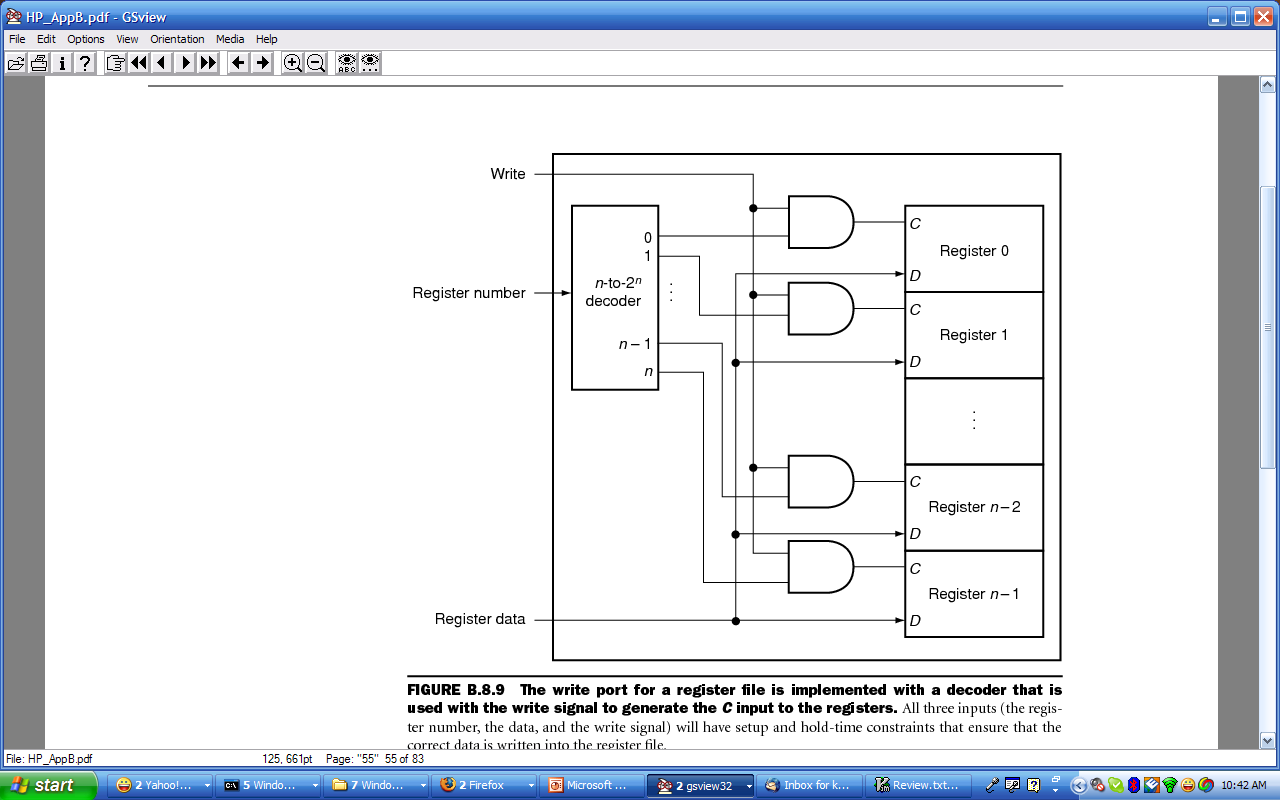 HP_AppB.pdf - GSview
File Edit Options View Orientation Media Help
i ? ABC
Write
0
1
n-to-2ⁿ
decoder
n – 1
n
Register number
Register data
C
Register 0
D
C
Register 1
D
C
Register n – 2
D
C
Register n – 1
D
FIGURE B.8.9 The write port for a register file is implemented with a decoder that is
used with the write signal to generate the C input to the registers. All three inputs (the regis-
ter number, the data, and the write signal) will have setup and hold-time constraints that ensure that the
correct data is written into the register file.
File: HP_AppB.pdf 125, 661pt Page: "55" 55 of 83
start 2 Yahoo!... 5 Windo... 7 Windo... 2 Firefox Microsoft ... 2 gsview32 Inbox for k... Review.txt... 10:42 AM